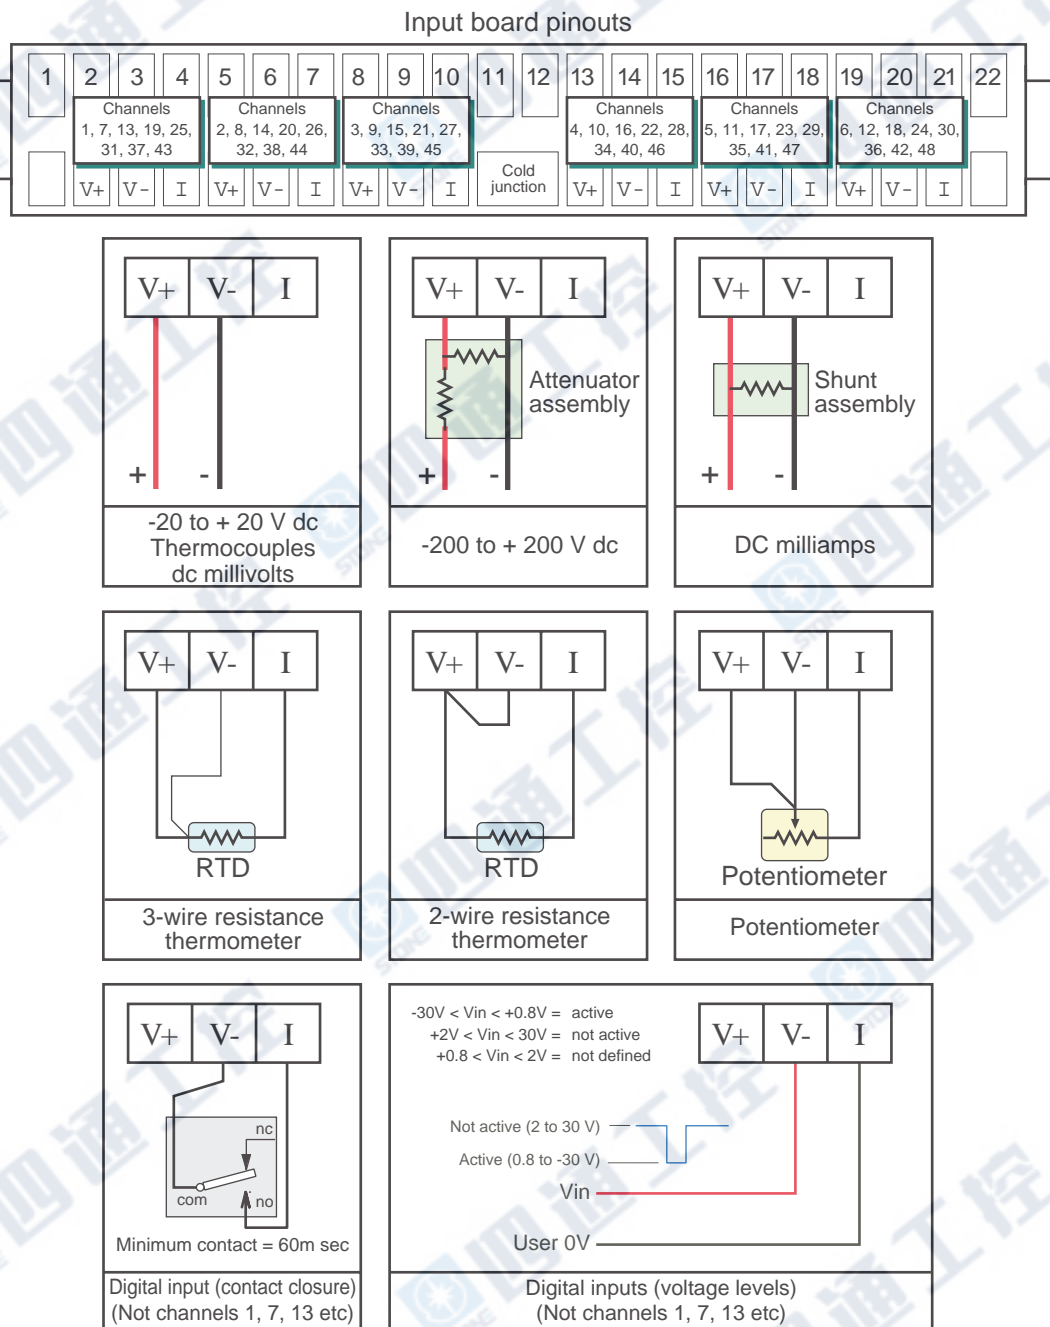 Input board pinouts
1 2 3 4 5 6 7 8 9 10 11 12 13 14 15 16 17 18 19 20 21 22
Channels
1, 7, 13, 19, 25,
31, 37, 43
Channels
2, 8, 14, 20, 26,
32, 38, 44
Channels
3, 9, 15, 21, 27,
33, 39, 45
Channels
4, 10, 16, 22, 28,
34, 40, 46
Channels
5, 11, 17, 23, 29,
35, 41, 47
Channels
6, 12, 18, 24, 30,
36, 42, 48
V+ V- I V+ V- I V+ V- I
Cold
junction
V+ V- I V+ V- I V+ V- I
V+ V- I
+ -
-20 to + 20 V dc
Thermocouples
dc millivolts
V+ V- I
Attenuator
assembly
+ -
-200 to + 200 V dc
V+ V- I
Shunt
assembly
+ -
DC milliamps
V+ V- I
RTD
3-wire resistance
thermometer
V+ V- I
RTD
2-wire resistance
thermometer
V+ V- I
Potentiometer
Potentiometer
V+ V- I
nc
com
no
Minimum contact = 60m sec
Digital input (contact closure)
(Not channels 1, 7, 13 etc)
-30V < Vin < +0.8V = active
+2V < Vin < 30V = not active
+0.8 < Vin < 2V = not defined
V+ V- I
Not active (2 to 30 V)
Active (0.8 to -30 V)
Vin
User 0V
Digital inputs (voltage levels)
(Not channels 1, 7, 13 etc)
四通工控
STONE